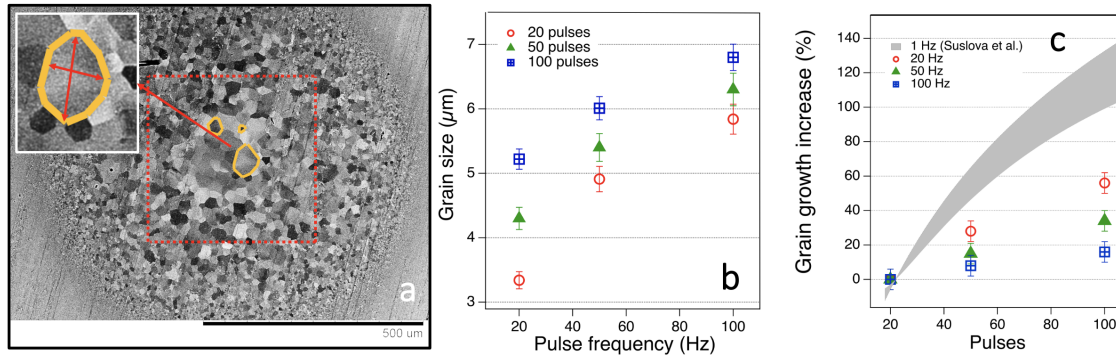 a
500 um
20 pulses
50 pulses
100 pulses
7
6
5
4
3
Grain size (μm)
20
40
60
80
100
Pulse frequency (Hz)
b
1 Hz (Suslova et al.)
20 Hz
50 Hz
100 Hz
c
140
120
100
80
60
40
20
0
Grain growth increase (%)
20
40
60
80
100
Pulses